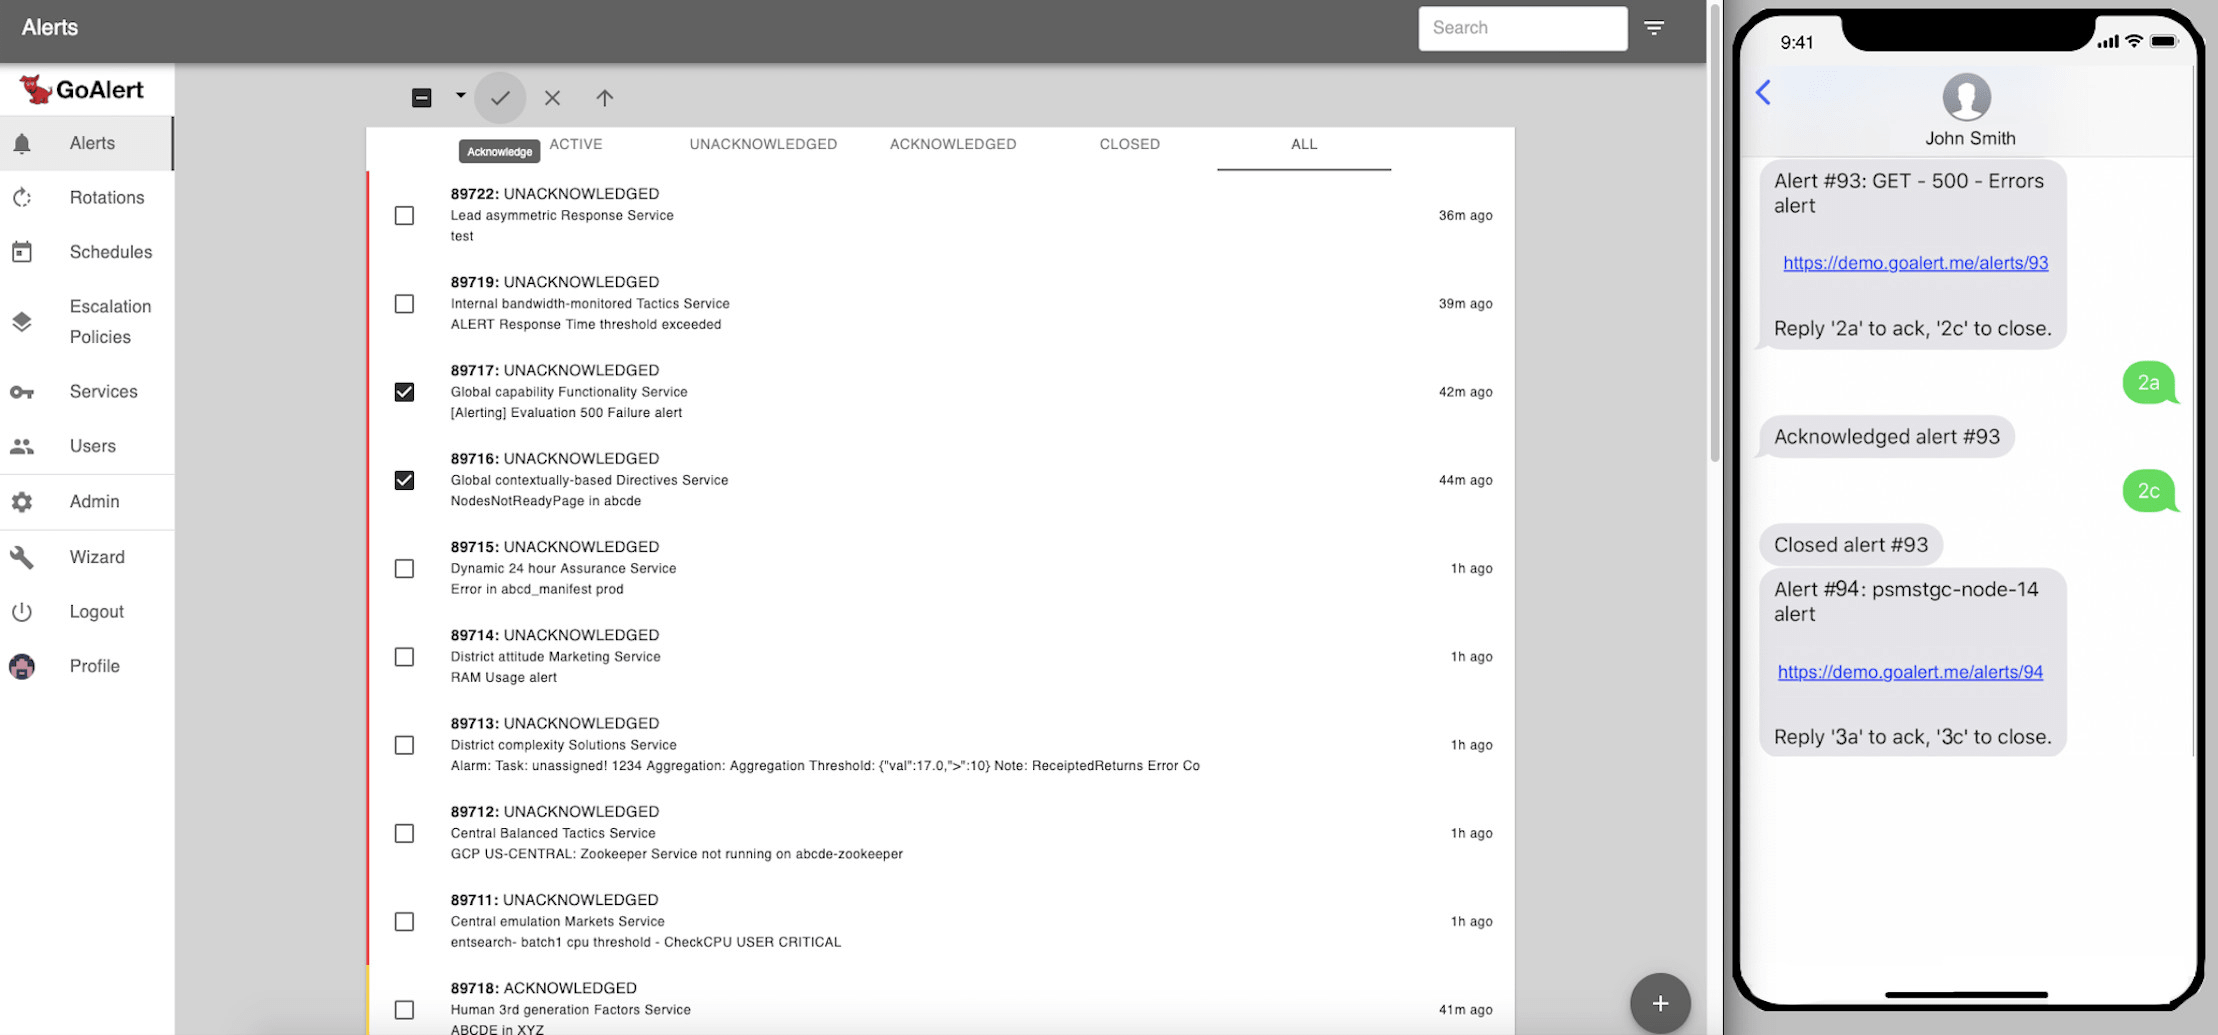 Alerts
Search
GoAlert
Alerts
Rotations
Schedules
Escalation
Policies
Services
Users
Admin
Wizard
Logout
Profile
Acknowledge
ACTIVE
UNACKNOWLEDGED
ACKNOWLEDGED
CLOSED
ALL
89722: UNACKNOWLEDGED
Lead asymmetric Response Service
test
36m ago
89719: UNACKNOWLEDGED
Internal bandwidth-monitored Tactics Service
ALERT Response Time threshold exceeded
39m ago
89717: UNACKNOWLEDGED
Global capability Functionality Service
[Alerting] Evaluation 500 Failure alert
42m ago
89716: UNACKNOWLEDGED
Global contextually-based Directives Service
NodesNotReadyPage in abcde
44m ago
89715: UNACKNOWLEDGED
Dynamic 24 hour Assurance Service
Error in abcd_manifest prod
1h ago
89714: UNACKNOWLEDGED
District attitude Marketing Service
RAM Usage alert
1h ago
89713: UNACKNOWLEDGED
District complexity Solutions Service
Alarm: Task: unassigned! 1234 Aggregation: Aggregation Threshold: {"val":17.0,">":10} Note: ReceiptedReturns Error Co
1h ago
89712: UNACKNOWLEDGED
Central Balanced Tactics Service
GCP US-CENTRAL: Zookeeper Service not running on abcde-zookeeper
1h ago
89711: UNACKNOWLEDGED
Central emulation Markets Service
entsearch- batch1 cpu threshold - CheckCPU USER CRITICAL
1h ago
89718: ACKNOWLEDGED
Human 3rd generation Factors Service
ABCDE in XYZ
41m ago
9:41
John Smith
Alert #93: GET - 500 - Errors
alert
https://demo.goalert.me/alerts/93
Reply '2a' to ack, '2c' to close.
2a
Acknowledged alert #93
2c
Closed alert #93
Alert #94: psmstgc-node-14
alert
https://demo.goalert.me/alerts/94
Reply '3a' to ack, '3c' to close.